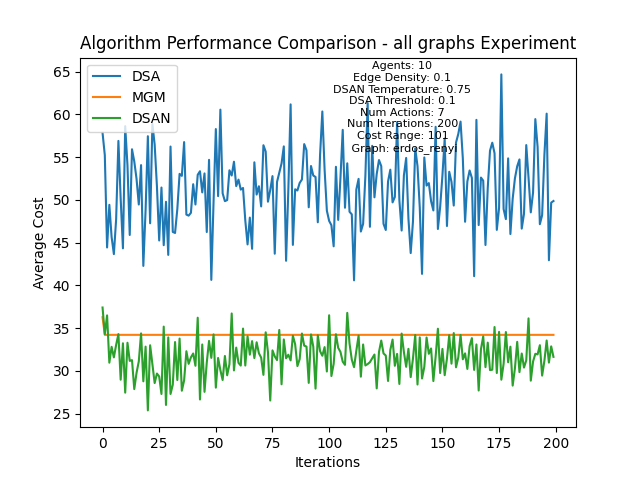 Algorithm Performance Comparison - all graphs Experiment
DSA
MGM
DSAN
Agents: 10
Edge Density: 0.1
DSAN Temperature: 0.75
DSA Threshold: 0.1
Num Actions: 7
Num Iterations: 200
Cost Range: 101
Graph: erdos_renyi
Average Cost
65
60
55
50
45
40
35
30
25
0 25 50 75 100 125 150 175 200
Iterations